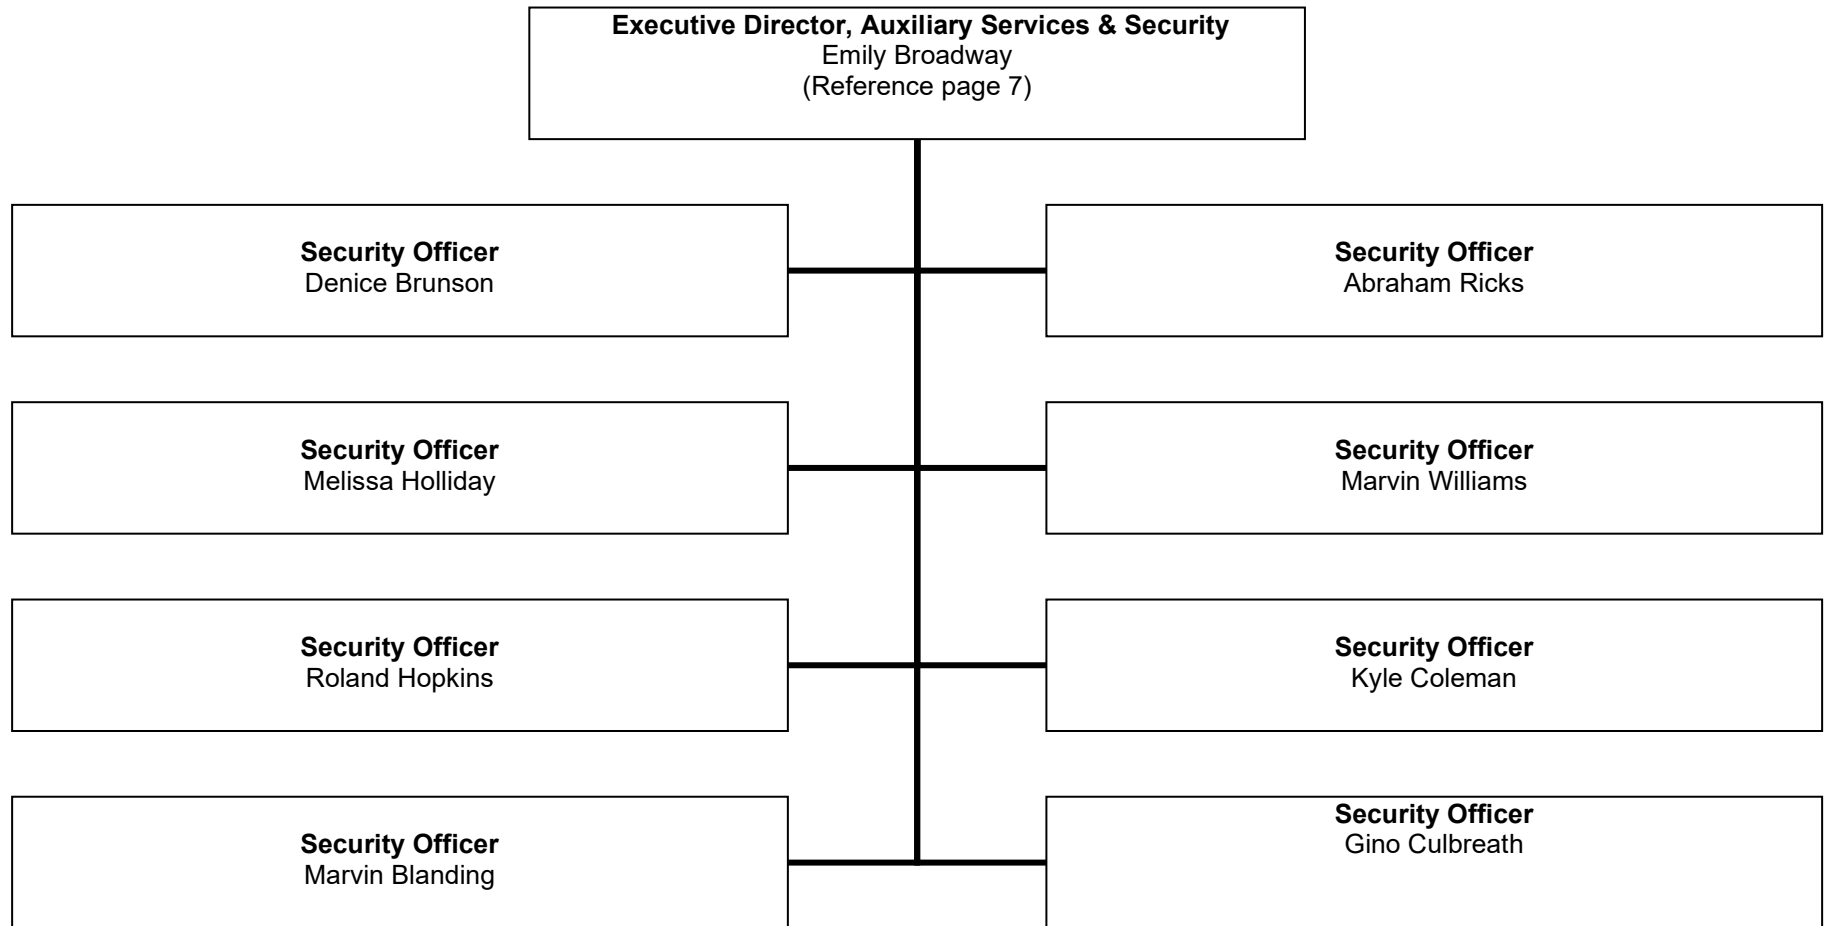 Executive Director, Auxiliary Services & Security
Emily Broadway
(Reference page 7)
Security Officer
Denice Brunson
Security Officer
Abraham Ricks
Security Officer
Melissa Holliday
Security Officer
Marvin Williams
Security Officer
Roland Hopkins
Security Officer
Kyle Coleman
Security Officer
Marvin Blanding
Security Officer
Gino Culbreath